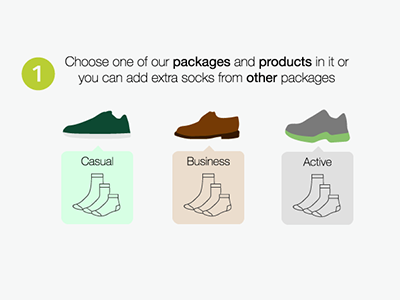 1
Choose one of our packages and products in it or
you can add extra socks from other packages
Casual
Business
Active